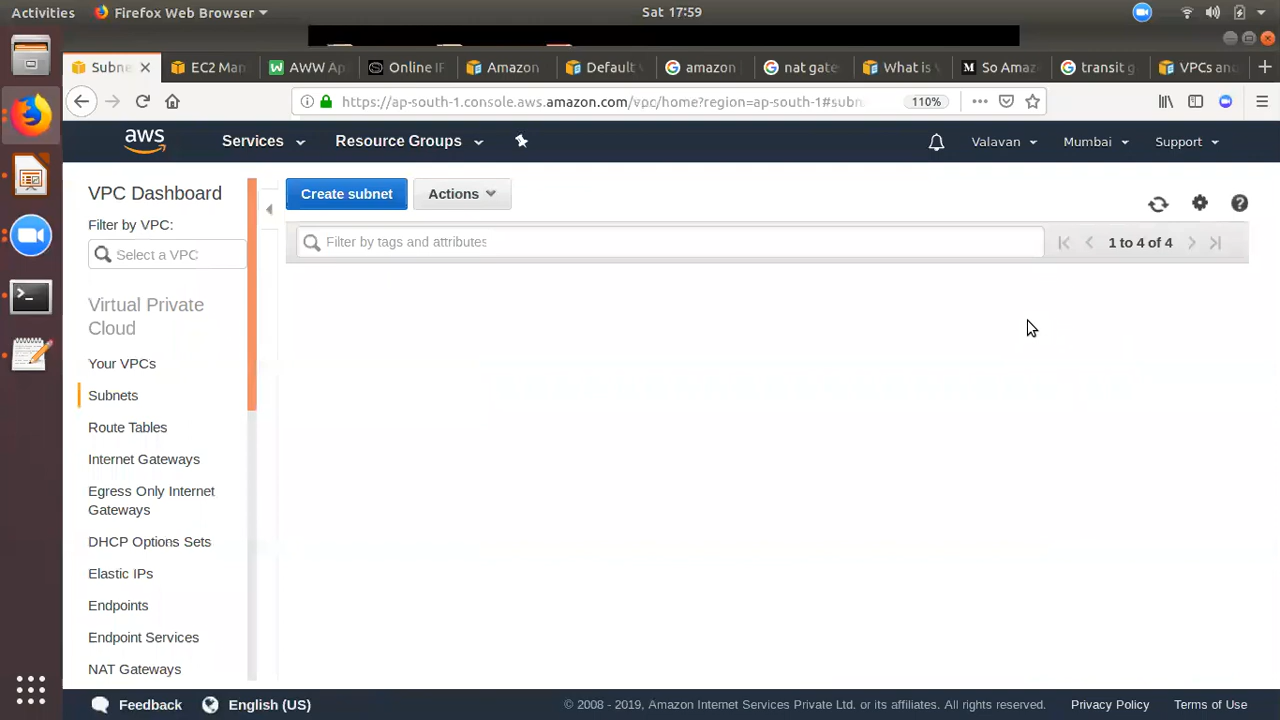 Activities Firefox Web Browser Sat 17:59
Subne EC2 Man AWW Ap Online IF Amazon Default amazon nat gate What is So Amaz transit g VPCs an
https://ap-south-1.console.aws.amazon.com/vpc/home?region=ap-south-1#subn 110%
aws Services Resource Groups Valavan Mumbai Support
VPC Dashboard
Filter by VPC:
Select a VPC
Virtual Private
Cloud
Your VPCs
Subnets
Route Tables
Internet Gateways
Egress Only Internet
Gateways
DHCP Options Sets
Elastic IPs
Endpoints
Endpoint Services
NAT Gateways
Create subnet Actions
Filter by tags and attributes 1 to 4 of 4
Feedback English (US) © 2008 - 2019, Amazon Internet Services Private Ltd. or its affiliates. All rights reserved. Privacy Policy Terms of Use